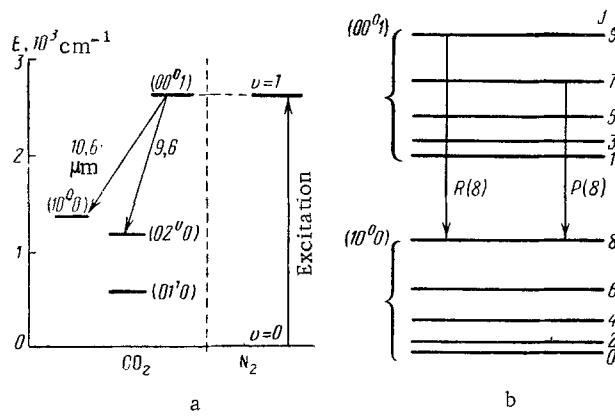 E, 10³ cm⁻¹
3
2
1
0
(00⁰1)
υ=1
10,6
μm
9,6
(10⁰0)
(02⁰0)
(01¹0)
Excitation
υ=0
CO₂
N₂
a
J
(00⁰1)
9
7
5
3
1
R(8)
P(8)
(10⁰0)
8
6
4
2
0
b